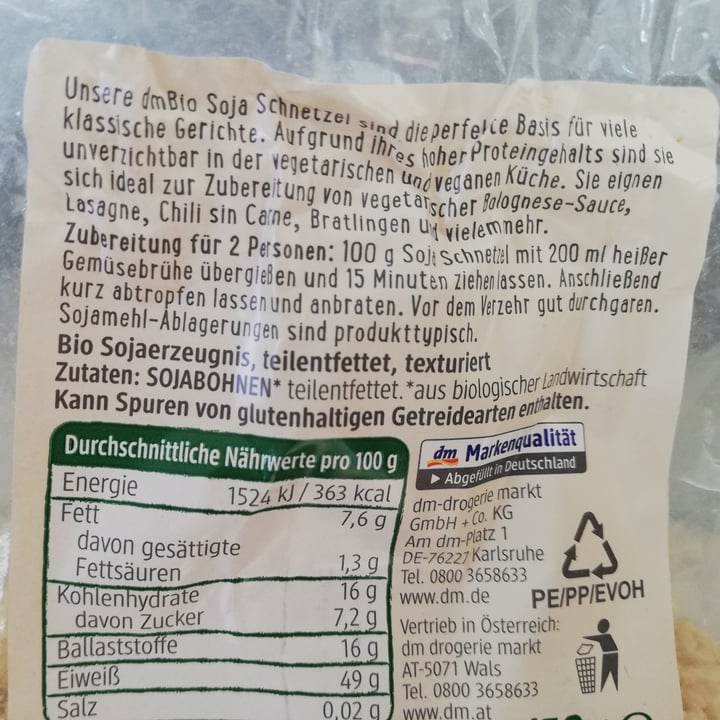 Unsere dmBio Soja Schnetzel sind die perfekte Basis für viele
klassische Gerichte. Aufgrund ihres hoher Proteingehalts sind sie
unverzichtbar in der vegetarischen und veganen Küche. Sie eignen
sich ideal zur Zubereitung von vegetarischer Bolognese-Sauce,
Lasagne, Chili sin Carne, Bratlingen und vielem mehr.
Zubereitung für 2 Personen: 100 g Soja Schnetzel mit 200 ml heißer
Gemüsebrühe übergießen und 15 Minuten ziehen lassen. Anschließend
kurz abtropfen lassen und anbraten. Vor dem Verzehr gut durchgaren.
Sojamehl-Ablagerungen sind produkttypisch.
Bio Sojaerzeugnis, teilentfettet, texturiert
Zutaten: SOJABOHNEN* teilentfettet. *aus biologischer Landwirtschaft
Kann Spuren von glutenhaltigen Getreidearten enthalten.
Durchschnittliche Nährwerte pro 100 g
Energie 1524 kJ / 363 kcal
Fett 7,6 g
davon gesättigte
Fettsäuren 1,3 g
Kohlenhydrate 16 g
davon Zucker 7,2 g
Ballaststoffe 16 g
Eiweiß 49 g
Salz 0,02 g
dm Markenqualität
Abgefüllt in Deutschland
dm-drogerie markt
GmbH + Co. KG
Am dm-Platz 1
DE-76227 Karlsruhe
Tel. 0800 3658633
www.dm.de
PE/PP/EVOH
Vertrieb in Österreich:
dm drogerie markt
AT-5071 Wals
Tel. 0800 3658633
www.dm.at